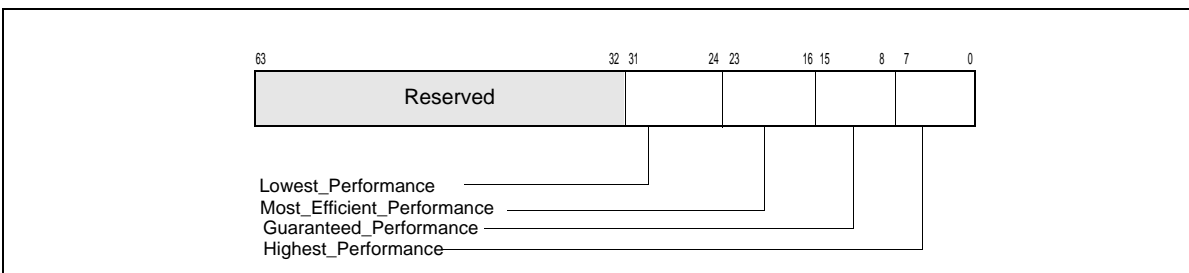 63 32 31 24 23 16 15 8 7 0
Reserved
Lowest_Performance
Most_Efficient_Performance
Guaranteed_Performance
Highest_Performance